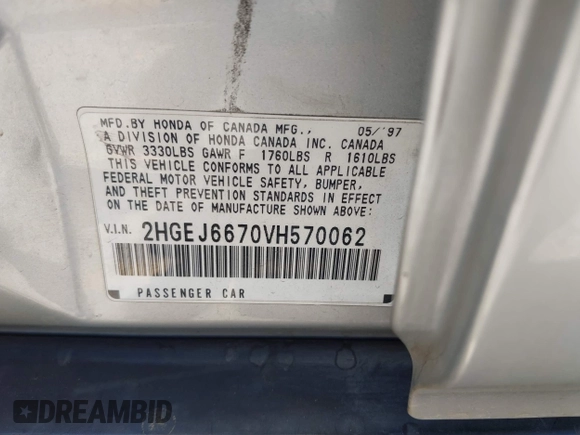 MFD.BY HONDA OF CANADA MFG., 05/'97
A DIVISION OF HONDA CANADA INC. CANADA
GVWR 3330LBS GAWR F 1760LBS R 1610LBS
THIS VEHICLE CONFORMS TO ALL APPLICABLE
FEDERAL MOTOR VEHICLE SAFETY, BUMPER,
AND THEFT PREVENTION STANDARDS IN EFFECT
ON THE DATE OF MANUFACTURE SHOWN ABOVE:
V.I.N. 2HGEJ6670VH570062
PASSENGER CAR
DREAMBID